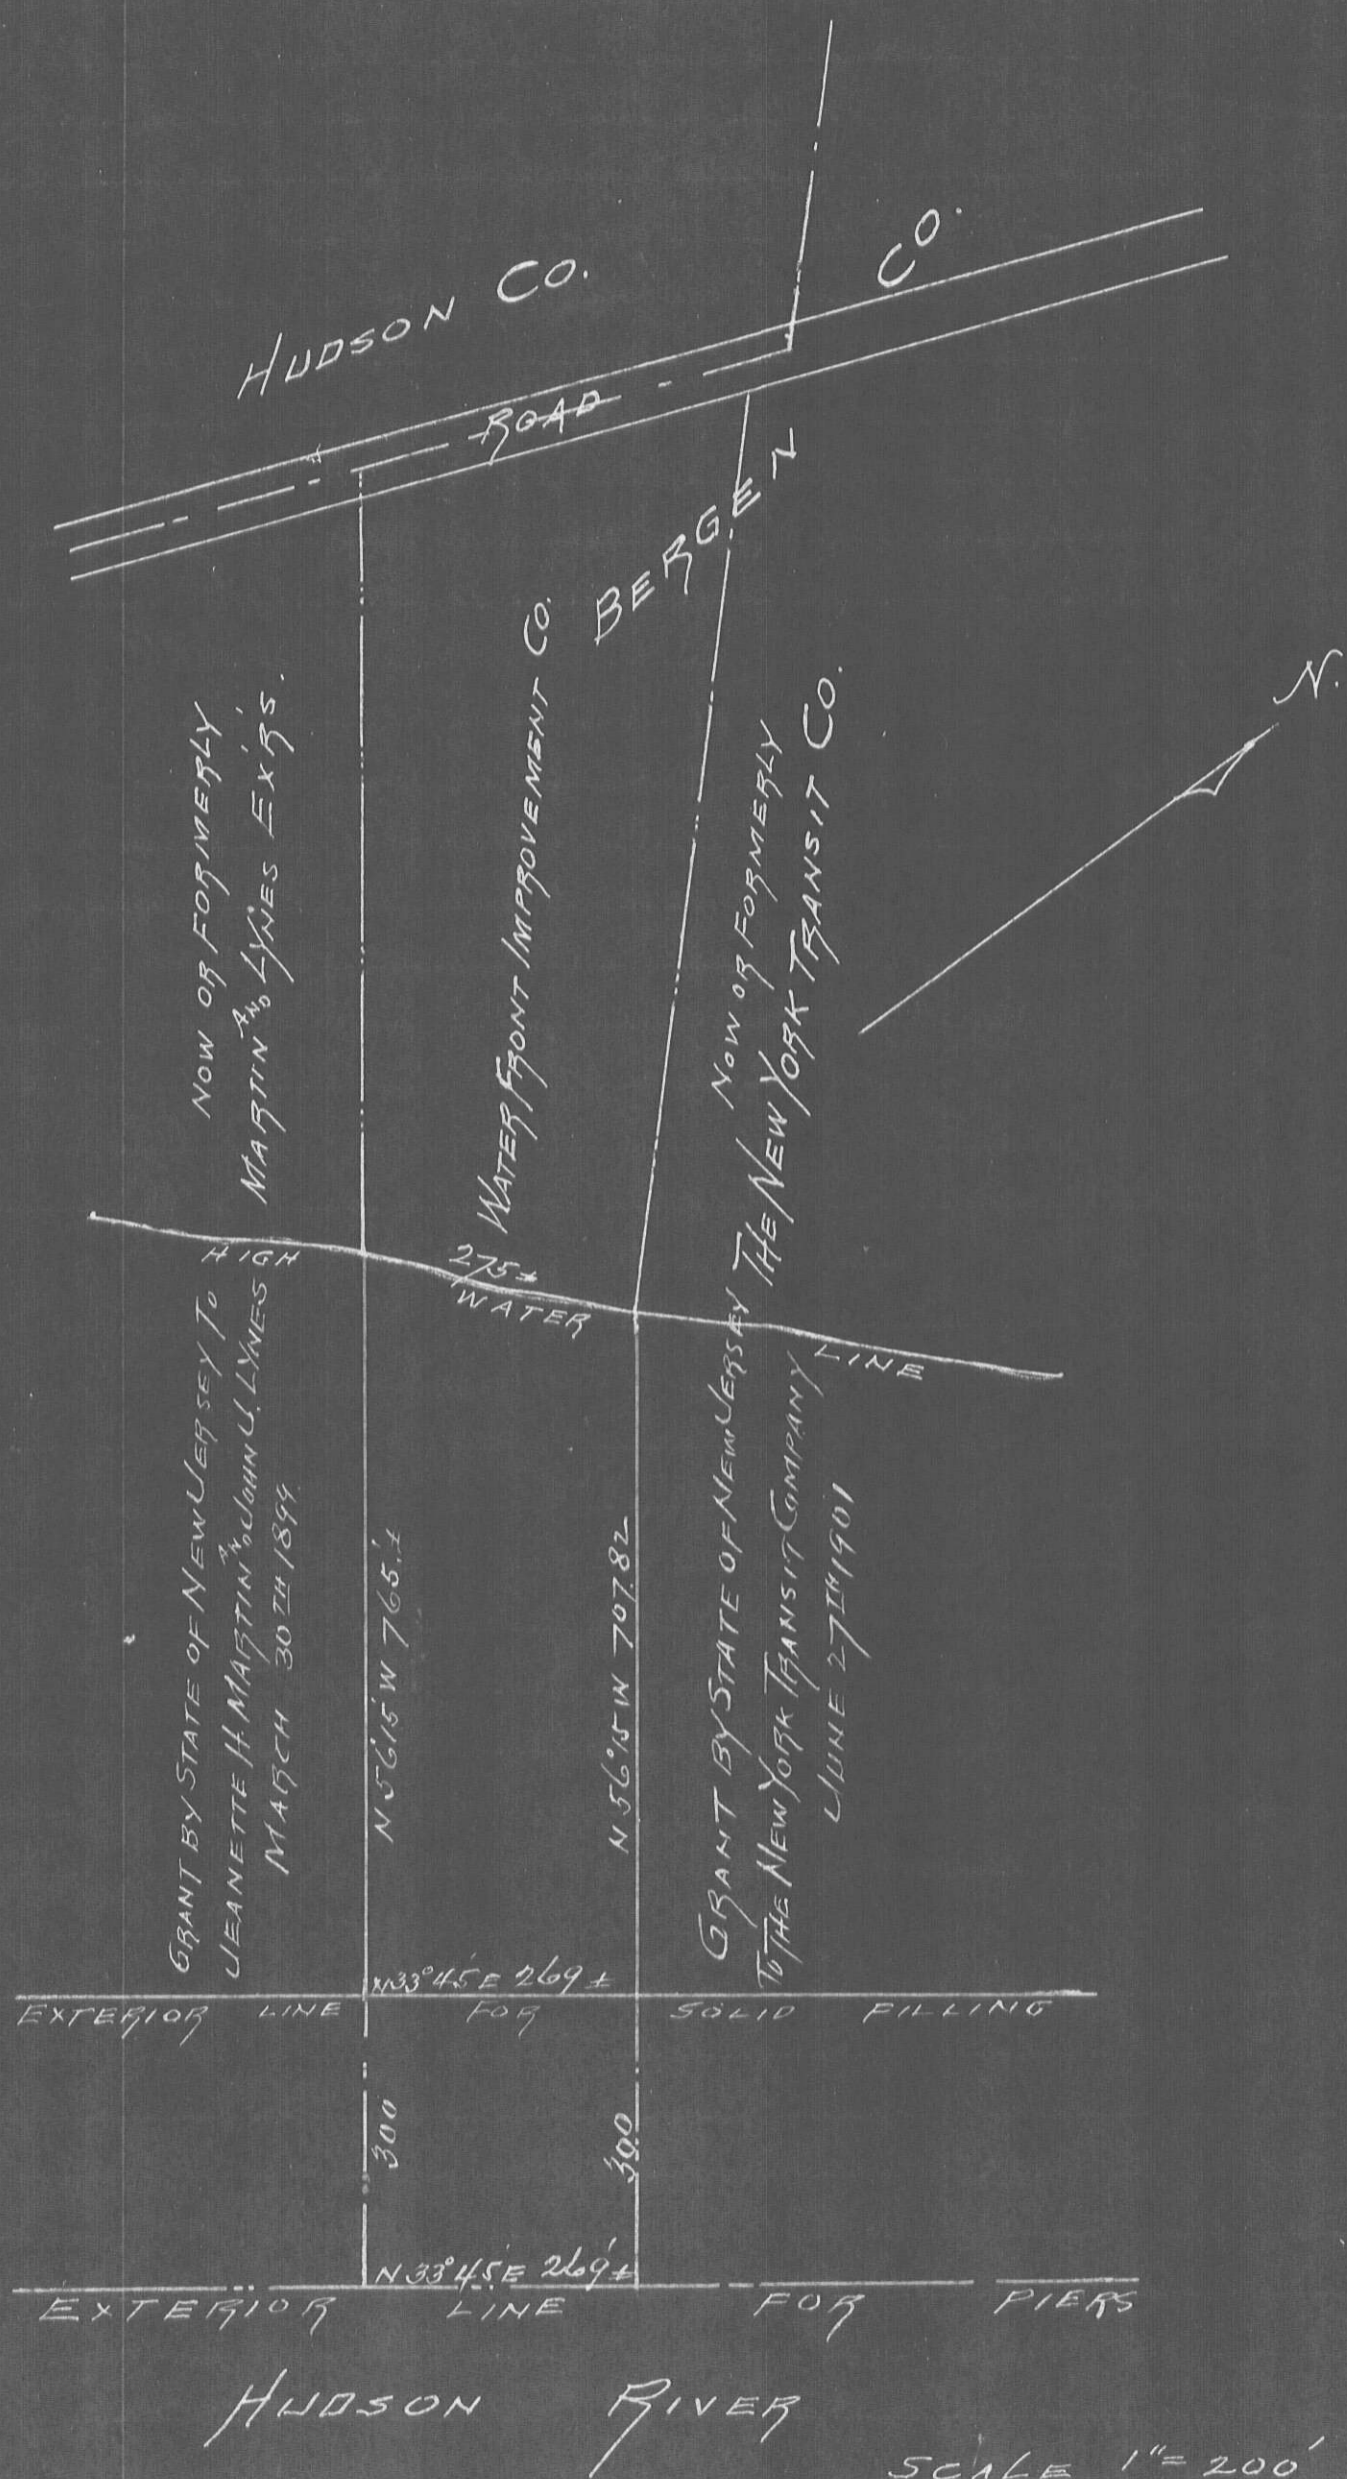 HUDSON CO.
CO.
ROAD
BERGEN
N.
NOW OR FORMERLY
MARTIN AND LYNES EX'R'S.
WATER FRONT IMPROVEMENT CO.
NOW OR FORMERLY
THE NEW YORK TRANSIT CO.
HIGH
275 ±
WATER
LINE
GRANT BY STATE OF NEW JERSEY TO
JEANETTE H. MARTIN AND JOHN J. LYNES
MARCH 30TH 1899
N 56°15' W 765.'±
N 56°15' W 707.82
GRANT BY STATE OF NEW JERSEY
TO THE NEW YORK TRANSIT COMPANY
JUNE 27TH 1901
N33°45'E 269 ±
EXTERIOR LINE FOR SOLID FILLING
300
300
N 33°45'E 269'±
EXTERIOR LINE FOR PIERS
HUDSON RIVER
SCALE 1"= 200'